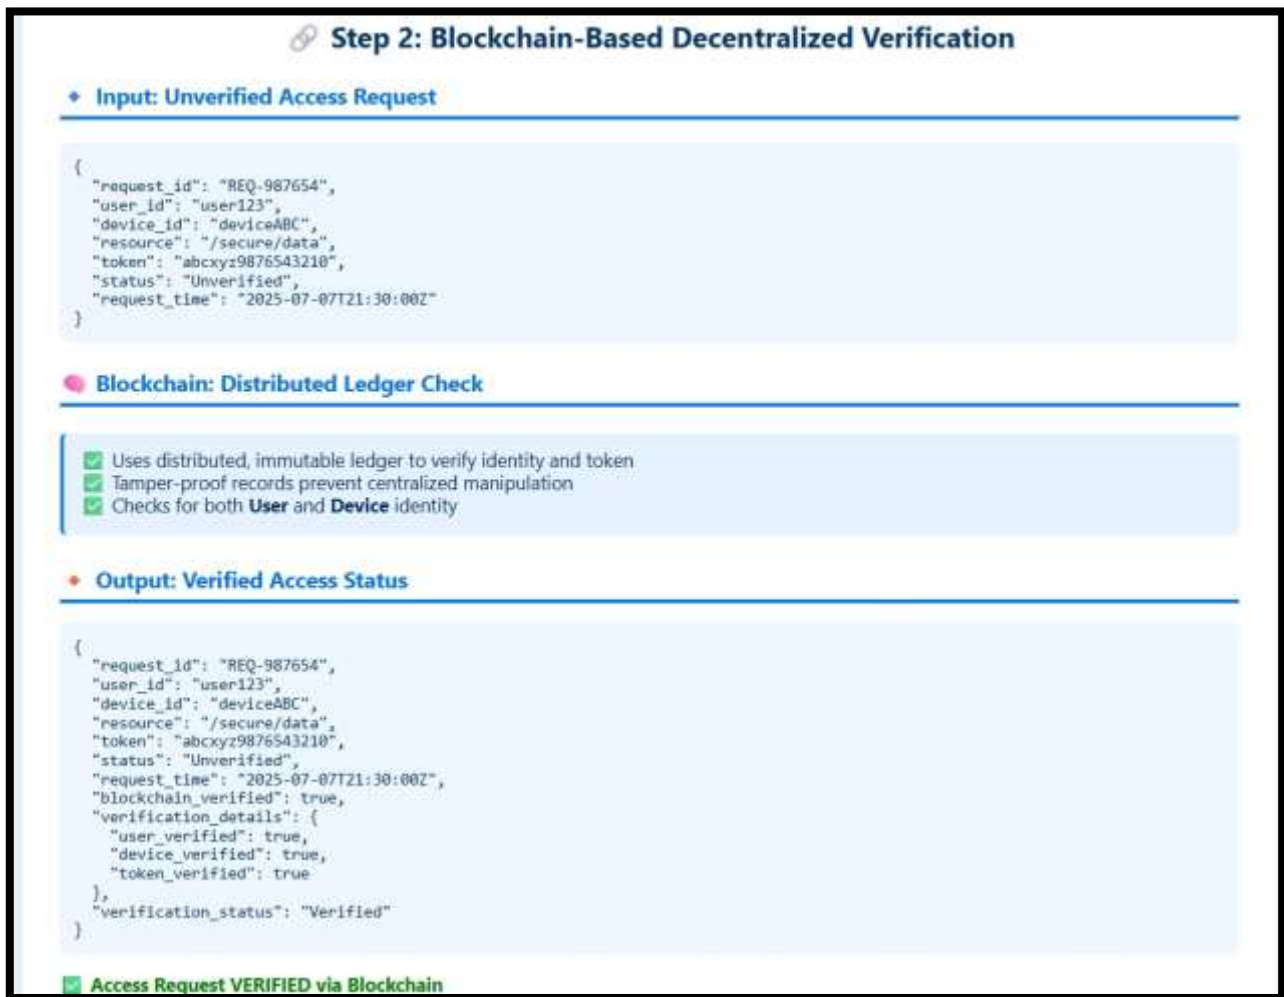 Step 2: Blockchain-Based Decentralized Verification
Input: Unverified Access Request
{
"request_id": "REQ-987654",
"user_id": "user123",
"device_id": "deviceABC",
"resource": "/secure/data",
"token": "abcxyz9876543210",
"status": "Unverified",
"request_time": "2025-07-07T21:30:00Z"
}
Blockchain: Distributed Ledger Check
Uses distributed, immutable ledger to verify identity and token
Tamper-proof records prevent centralized manipulation
Checks for both User and Device identity
Output: Verified Access Status
{
"request_id": "REQ-987654",
"user_id": "user123",
"device_id": "deviceABC",
"resource": "/secure/data",
"token": "abcxyz9876543210",
"status": "Unverified",
"request_time": "2025-07-07T21:30:00Z",
"blockchain_verified": true,
"verification_details": {
"user_verified": true,
"device_verified": true,
"token_verified": true
},
"verification_status": "Verified"
}
Access Request VERIFIED via Blockchain